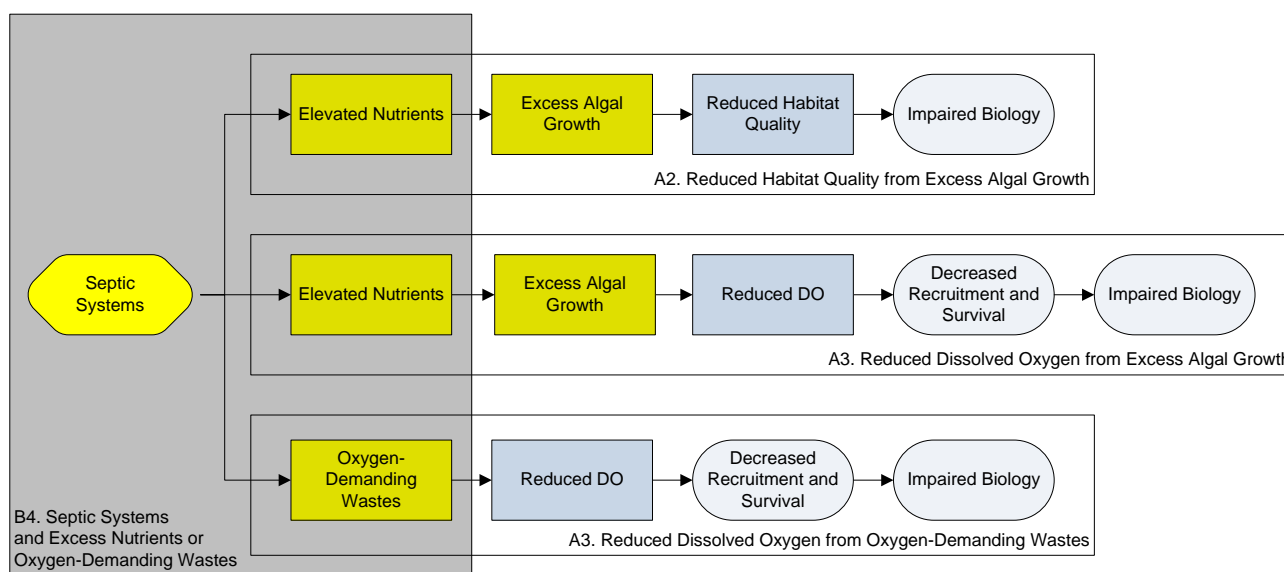 Elevated Nutrients
Excess Algal
Growth
Reduced Habitat
Quality
Impaired Biology
A2. Reduced Habitat Quality from Excess Algal Growth
Septic
Systems
Elevated Nutrients
Excess Algal
Growth
Reduced DO
Decreased
Recruitment and
Survival
Impaired Biology
A3. Reduced Dissolved Oxygen from Excess Algal Growth
Oxygen-
Demanding
Wastes
Reduced DO
Decreased
Recruitment and
Survival
Impaired Biology
A3. Reduced Dissolved Oxygen from Oxygen-Demanding Wastes
B4. Septic Systems
and Excess Nutrients or
Oxygen-Demanding Wastes